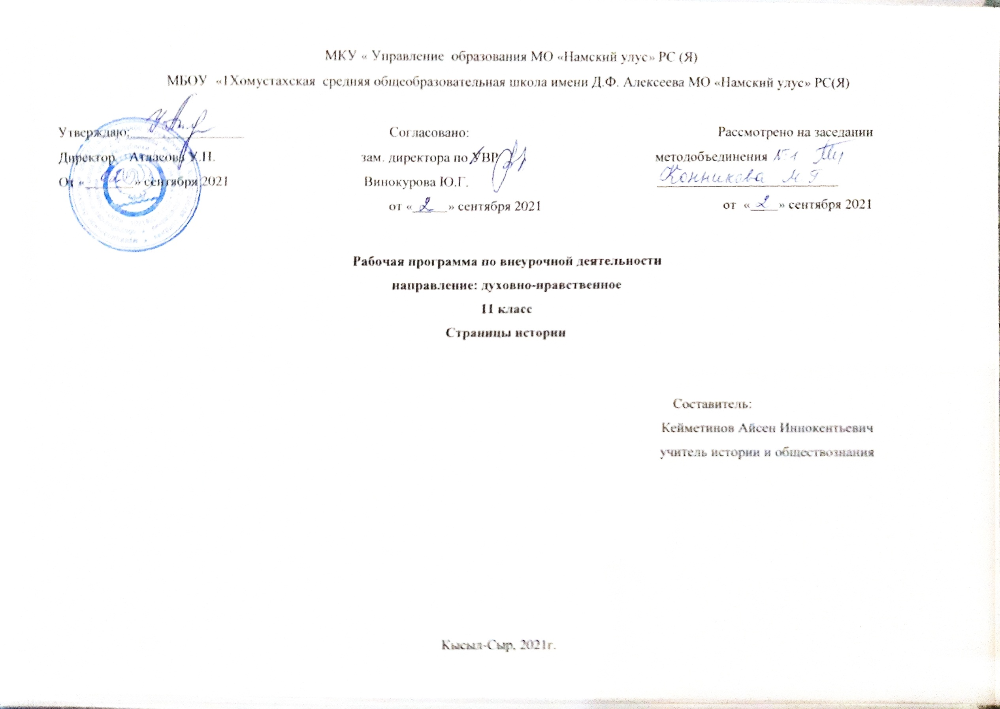 МКУ « Управление образования МО «Намский улус» РС (Я)
МБОУ «1Хомустахская средняя общеобразовательная школа имени Д.Ф. Алексеева МО «Намский улус» РС(Я)
Утверждаю:
Директор Атласова У.П.
От « » сентября 2021
Согласовано:
зам. директора по УВР
Винокурова Ю.Г.
от «2» сентября 2021
Рассмотрено на заседании
методобъединения №1
Конникова М.Г
от «2» сентября 2021
Рабочая программа по внеурочной деятельности
направление: духовно-нравственное
11 класс
Страницы истории
Составитель:
Кейметинов Айсен Иннокентьевич
учитель истории и обществознания
Кысыл-Сыр, 2021г.